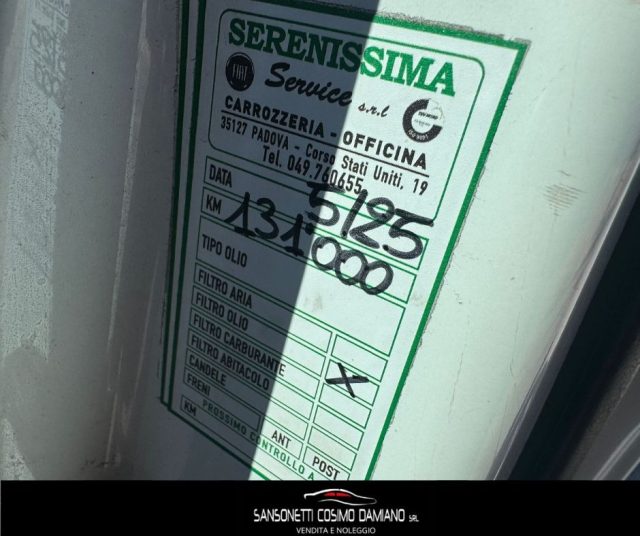 SERENISSIMA
FIAT
Service s.r.l
CARROZZERIA - OFFICINA
35127 PADOVA - Corso Stati Uniti, 19
Tel. 049.760655
DATA 5/25
KM 131'000
TIPO OLIO
FILTRO ARIA
FILTRO OLIO
FILTRO CARBURANTE X
FILTRO ABITACOLO
CANDELE
FRENI ANT POST
KM PROSSIMO CONTROLLO A
SANSONETTI COSIMO DAMIANO SRL
VENDITA E NOLEGGIO